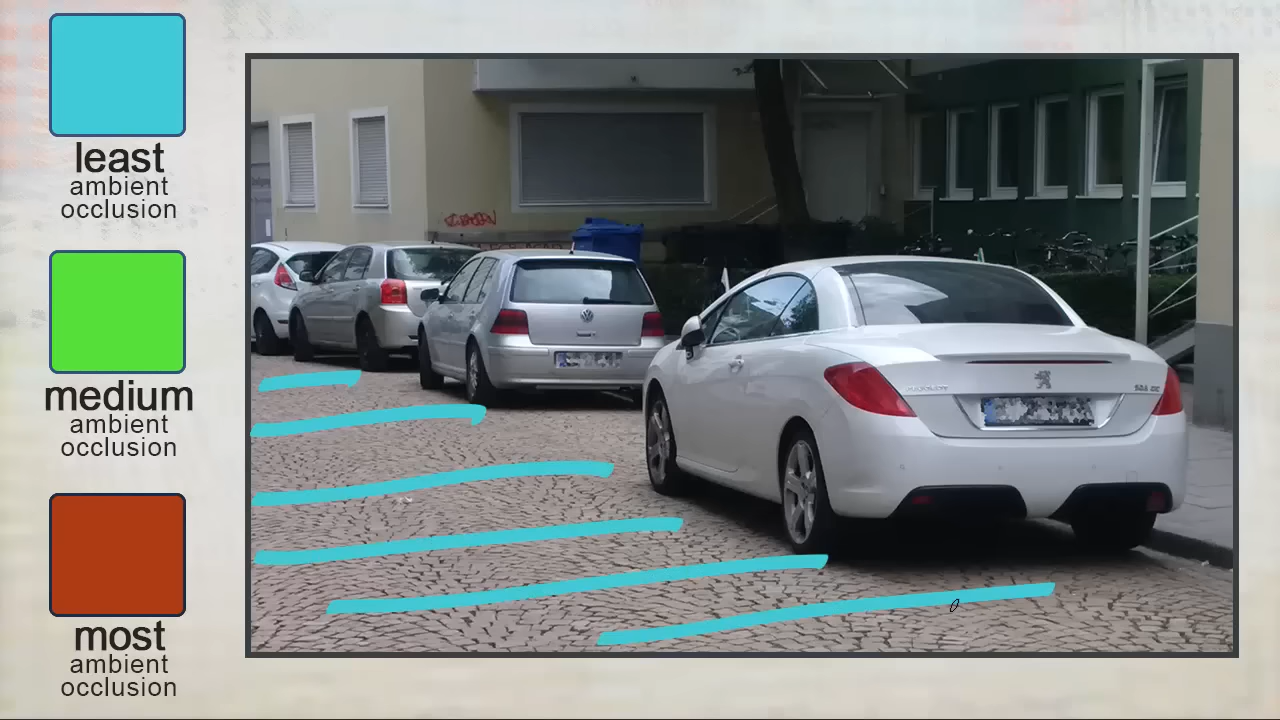 least
ambient
occlusion
medium
ambient
occlusion
most
ambient
occlusion